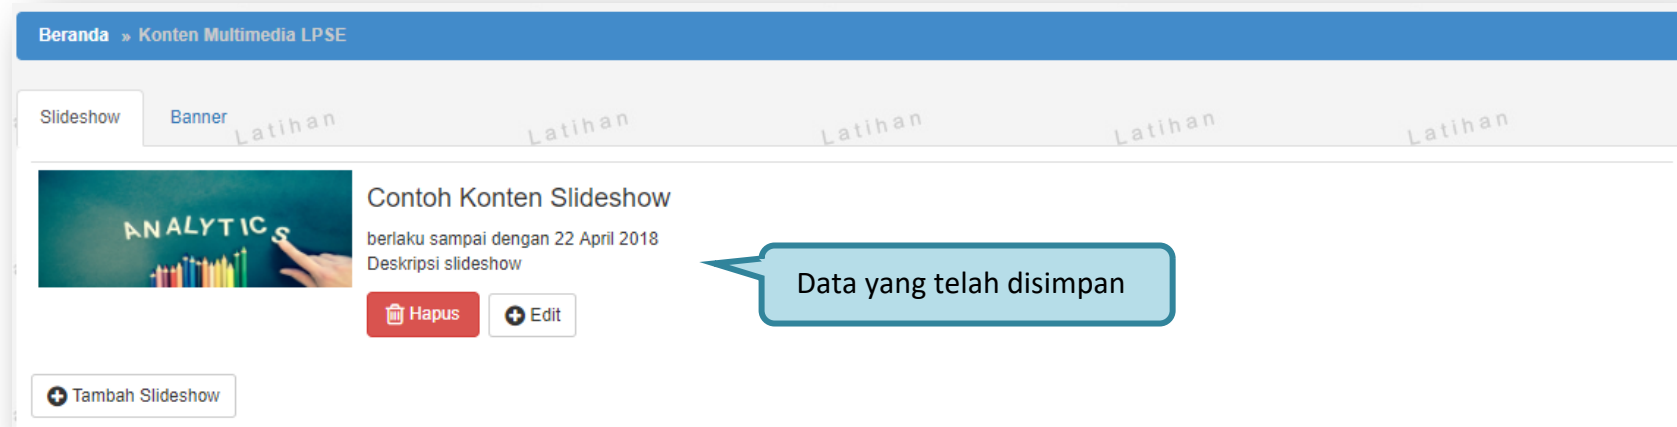 Beranda » Konten Multimedia LPSE
Slideshow Banner
Latihan Latihan Latihan Latihan Latihan
ANALYTICS
Contoh Konten Slideshow
berlaku sampai dengan 22 April 2018
Deskripsi slideshow
Data yang telah disimpan
Hapus Edit
Tambah Slideshow